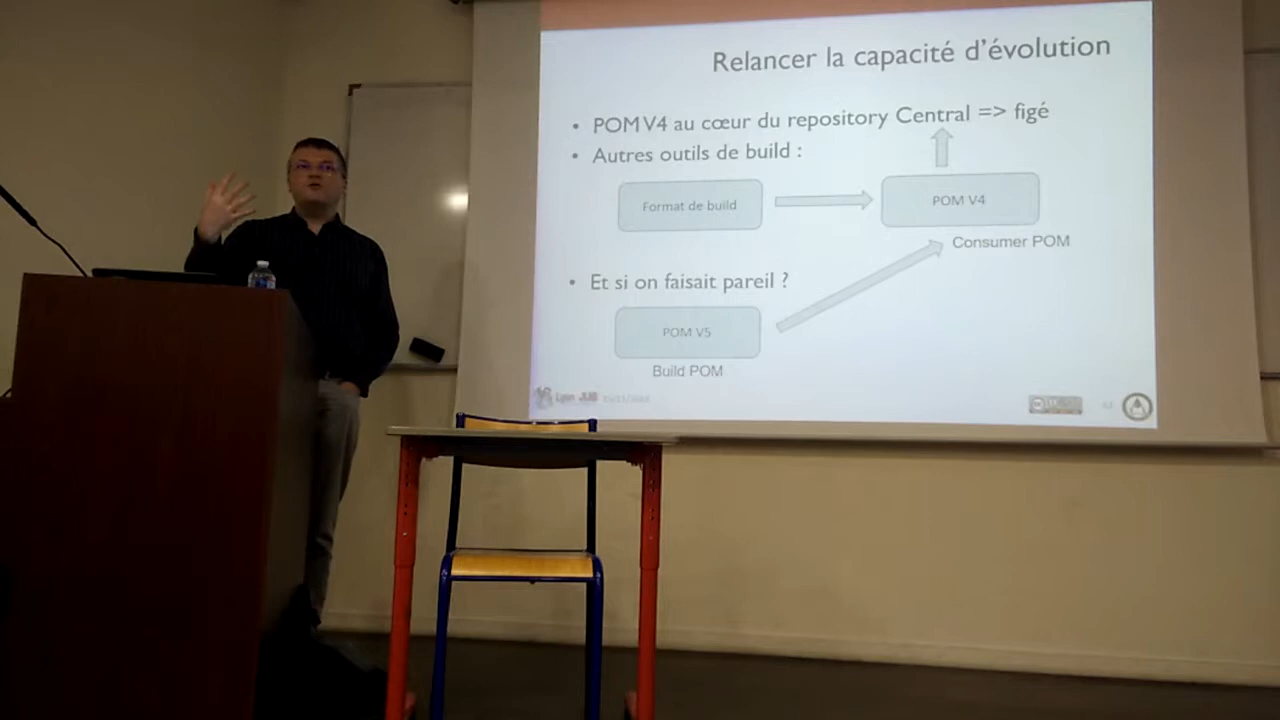 Relancer la capacité d'évolution
• POM V4 au cœur du repository Central => figé
• Autres outils de build :
Format de build
POM V4
Consumer POM
• Et si on faisait pareil ?
POM V5
Build POM
Lyon JUG